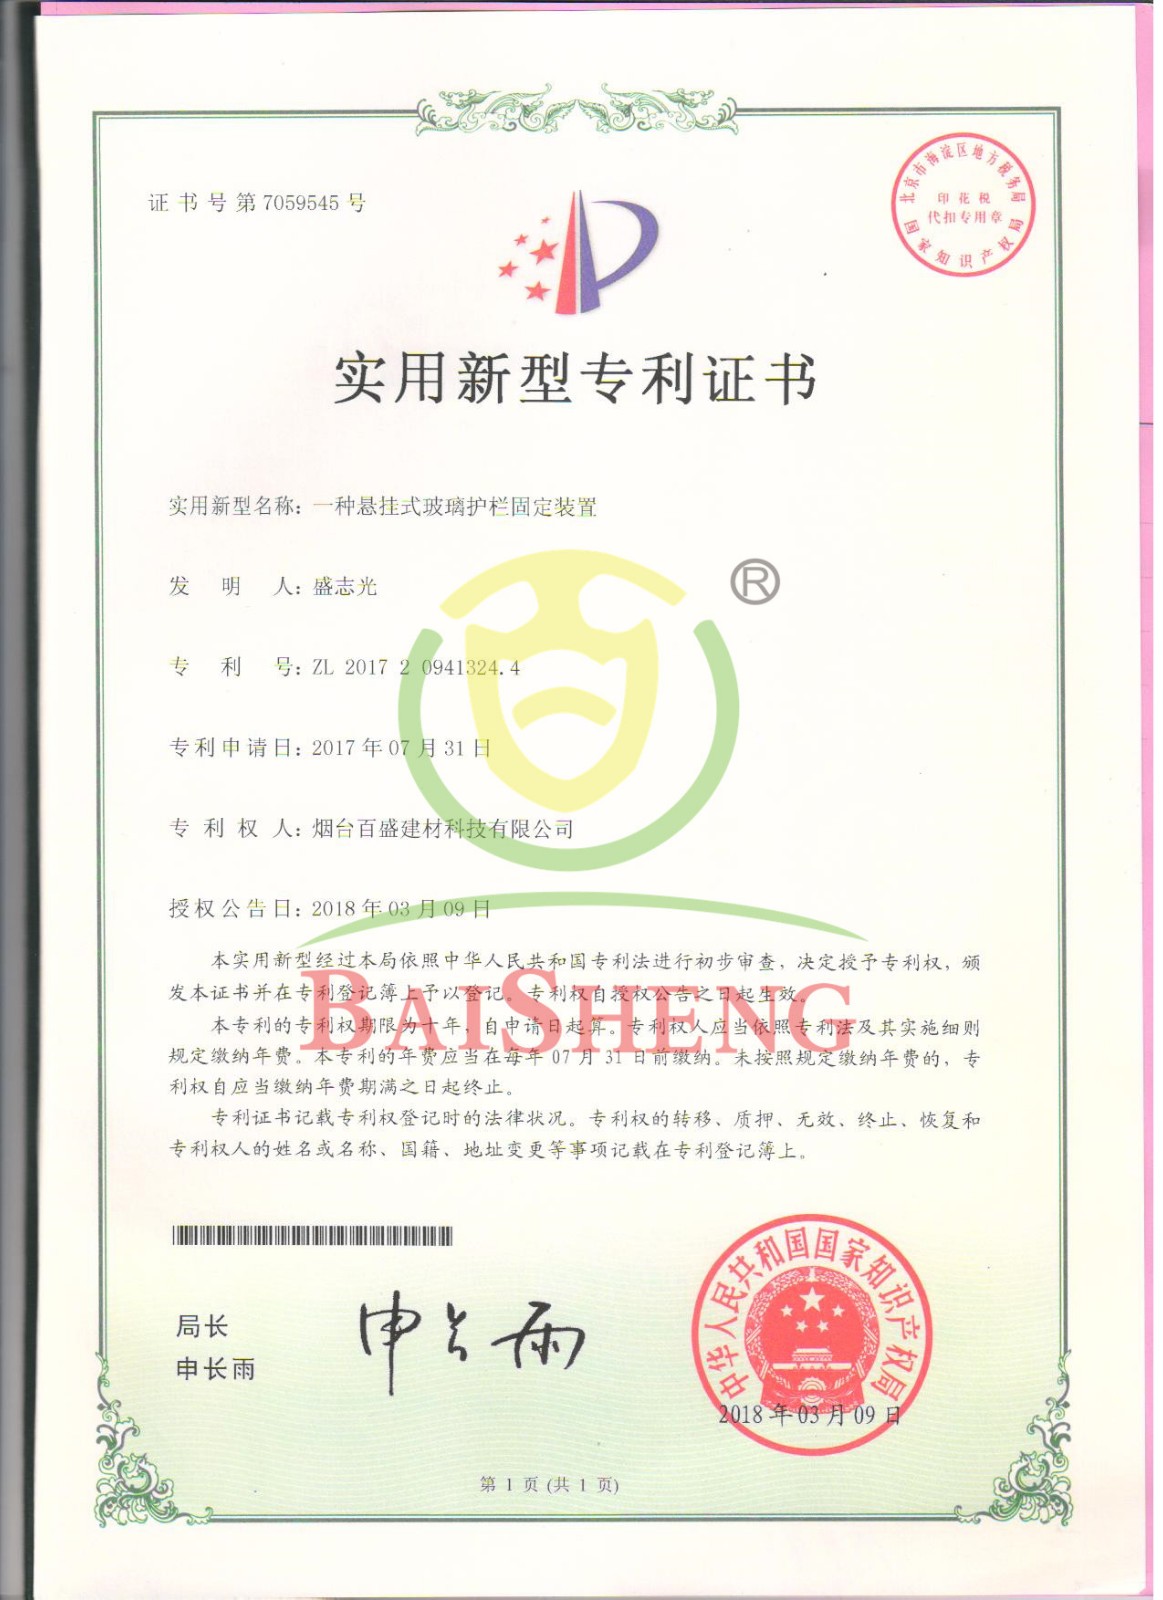 证书号第7059545号
北京市海淀区地方税务局
印花税
代扣专用章
国家知识产权局
实用新型专利证书
实用新型名称：一种悬挂式玻璃护栏固定装置
发明人：盛志光
®
专利号：ZL 2017 2 0941324.4
专利申请日：2017年07月31日
专利权人：烟台百盛建材科技有限公司
授权公告日：2018年03月09日
本实用新型经过本局依照中华人民共和国专利法进行初步审查，决定授予专利权，颁
发本证书并在专利登记簿上予以登记。专利权自授权公告之日起生效。
BAISHENG
本专利的专利权期限为十年，自申请日起算。专利权人应当依照专利法及其实施细则
规定缴纳年费。本专利的年费应当在每年07月31日前缴纳。未按照规定缴纳年费的，专
利权自应当缴纳年费期满之日起终止。
专利证书记载专利权登记时的法律状况。专利权的转移、质押、无效、终止、恢复和
专利权人的姓名或名称、国籍、地址变更等事项记载在专利登记簿上。
局长
申长雨
申长雨
中华人民共和国国家知识产权局
2018年03月09日
第1页(共1页)